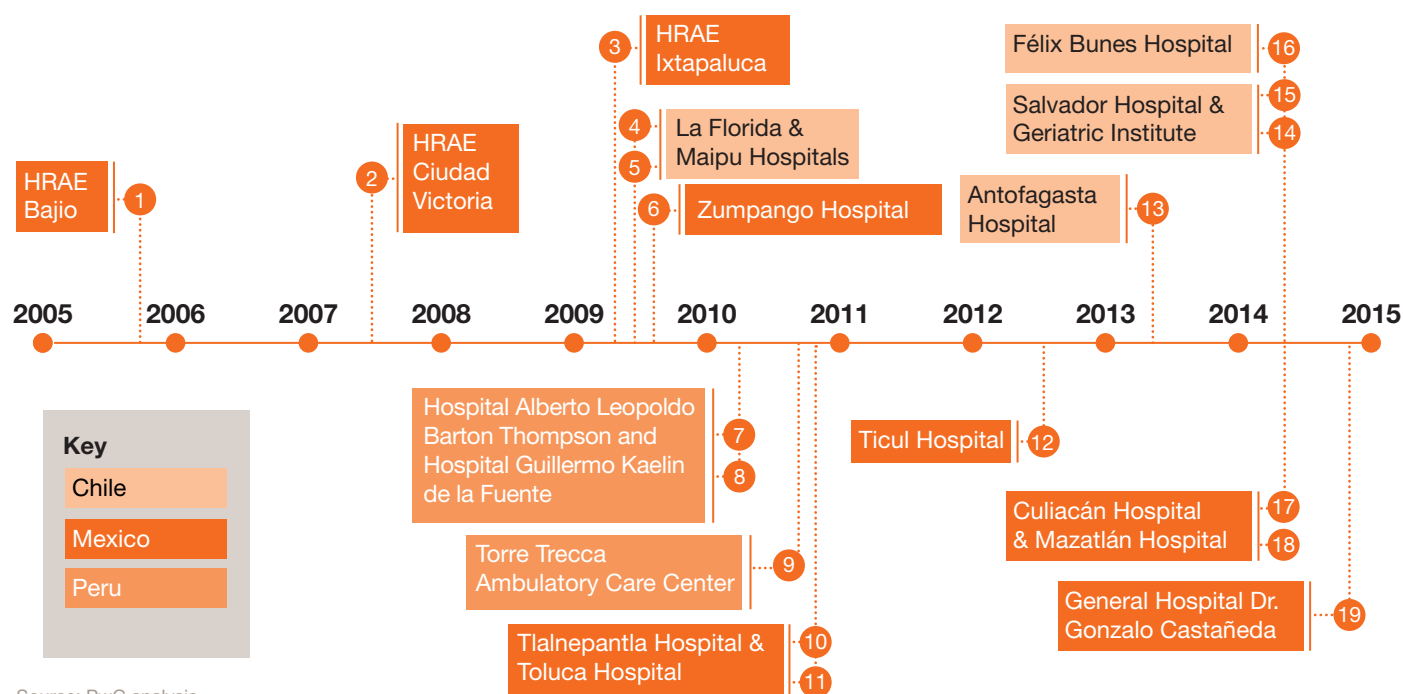 HRAE
Bajio
1
2
HRAE
Ciudad
Victoria
3
HRAE
Ixtapaluca
4
5
La Florida &
Maipu Hospitals
6
Zumpango Hospital
Antofagasta
Hospital
13
Félix Bunes Hospital
16
Salvador Hospital &
Geriatric Institute
15
14
2005
2006
2007
2008
2009
2010
2011
2012
2013
2014
2015
Key
Chile
Mexico
Peru
Hospital Alberto Leopoldo
Barton Thompson and
Hospital Guillermo Kaelin
de la Fuente
7
8
Torre Trecca
Ambulatory Care Center
9
Tlalnepantla Hospital &
Toluca Hospital
10
11
Ticul Hospital
12
Culiacán Hospital
& Mazatlán Hospital
17
18
General Hospital Dr.
Gonzalo Castañeda
19
Source: PwC analysis